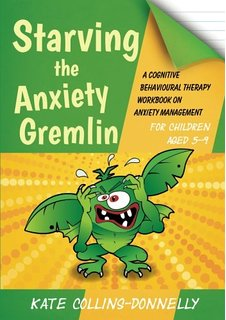 Starving
the
Anxiety
Gremlin
A COGNITIVE
BEHAVIOURAL THERAPY
WORKBOOK ON
ANXIETY MANAGEMENT
FOR CHILDREN
AGED 5–9
KATE COLLINS-DONNELLY